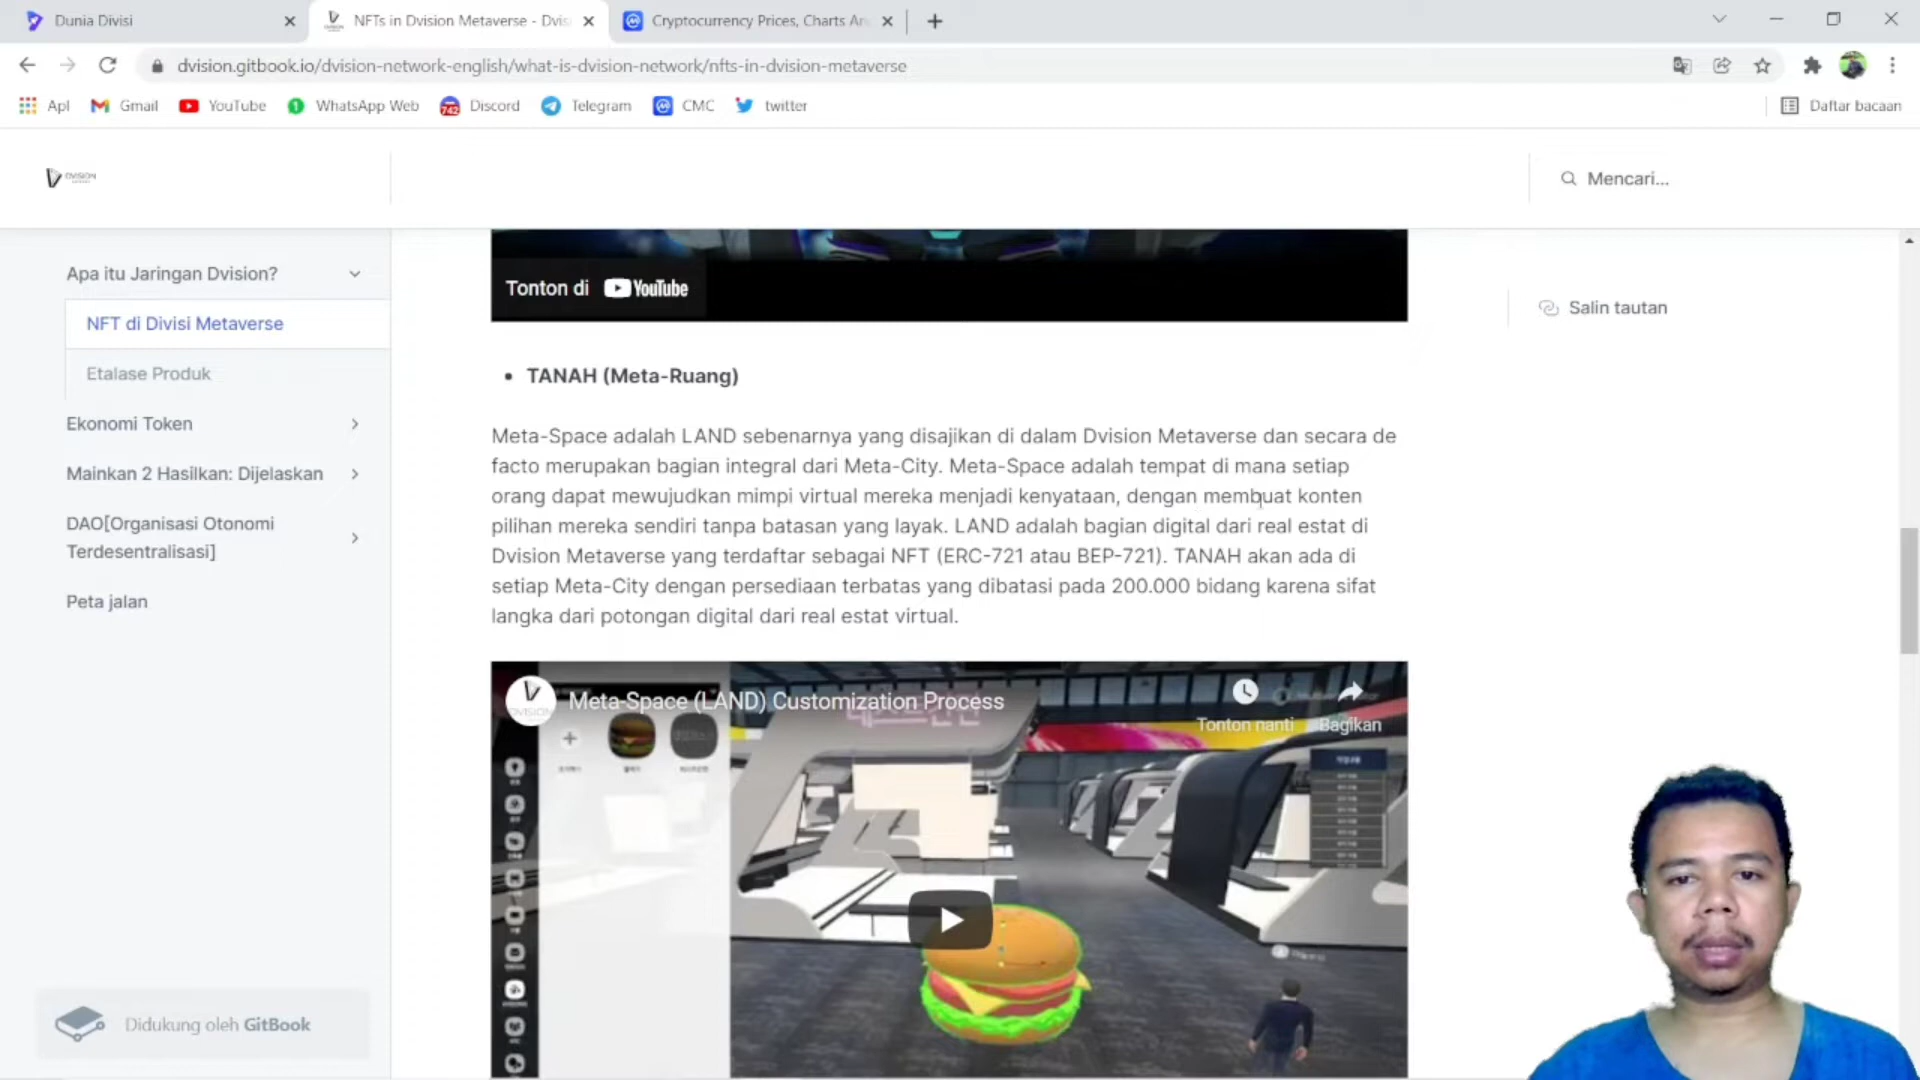 Dunia Divisi
NFTs in Dvision Metaverse - Dvis
Cryptocurrency Prices, Charts An
dvision.gitbook.io/dvision-network-english/what-is-dvision-network/nfts-in-dvision-metaverse
Apl
Gmail
YouTube
WhatsApp Web
742
Discord
Telegram
CMC
twitter
Daftar bacaan
DVISION
Mencari...
Apa itu Jaringan Dvision?
NFT di Divisi Metaverse
Etalase Produk
Ekonomi Token
Mainkan 2 Hasilkan: Dijelaskan
DAO[Organisasi Otonomi
Terdesentralisasi]
Peta jalan
Didukung oleh GitBook
Tonton di YouTube
Salin tautan
• TANAH (Meta-Ruang)
Meta-Space adalah LAND sebenarnya yang disajikan di dalam Dvision Metaverse dan secara de
facto merupakan bagian integral dari Meta-City. Meta-Space adalah tempat di mana setiap
orang dapat mewujudkan mimpi virtual mereka menjadi kenyataan, dengan membuat konten
pilihan mereka sendiri tanpa batasan yang layak. LAND adalah bagian digital dari real estat di
Dvision Metaverse yang terdaftar sebagai NFT (ERC-721 atau BEP-721). TANAH akan ada di
setiap Meta-City dengan persediaan terbatas yang dibatasi pada 200.000 bidang karena sifat
langka dari potongan digital dari real estat virtual.
DVISION
Meta-Space (LAND) Customization Process
Tonton nanti
Bagikan